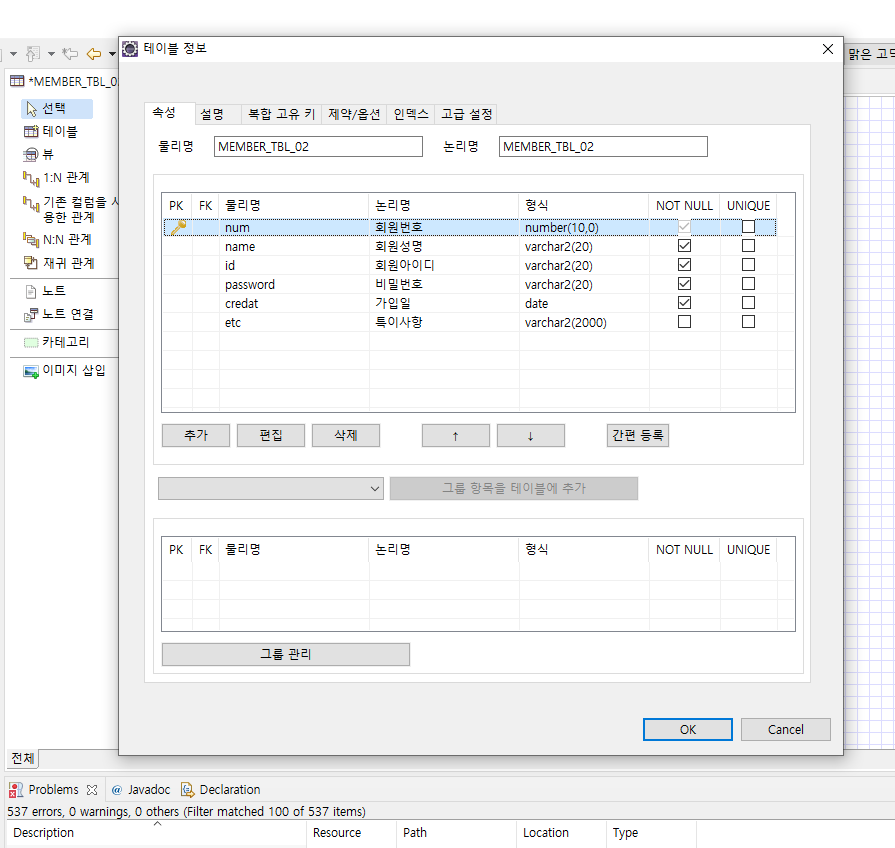 테이블 정보
맑은 고딕
*MEMBER_TBL_0
선택
테이블
뷰
1:N 관계
기존 컬럼을 사
용한 관계
N:N 관계
재귀 관계
노트
노트 연결
카테고리
이미지 삽입
속성 설명 복합 고유 키 제약/옵션 인덱스 고급 설정
물리명 MEMBER_TBL_02 논리명 MEMBER_TBL_02
PK FK 물리명 논리명 형식 NOT NULL UNIQUE
num 회원번호 number(10,0)
name 회원성명 varchar2(20)
id 회원아이디 varchar2(20)
password 비밀번호 varchar2(20)
credat 가입일 date
etc 특이사항 varchar2(2000)
추가 편집 삭제 ↑ ↓ 간편 등록
그룹 항목을 테이블에 추가
PK FK 물리명 논리명 형식 NOT NULL UNIQUE
그룹 관리
OK Cancel
전체
Problems @ Javadoc Declaration
537 errors, 0 warnings, 0 others (Filter matched 100 of 537 items)
Description Resource Path Location Type